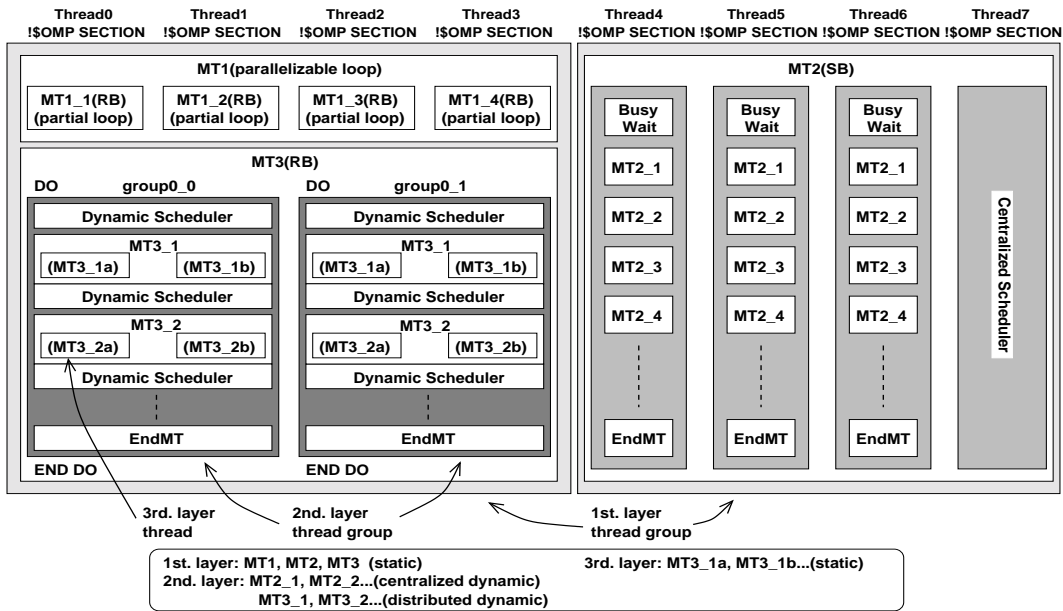 Thread0 Thread1 Thread2 Thread3 Thread4 Thread5 Thread6 Thread7
!$OMP SECTION !$OMP SECTION !$OMP SECTION !$OMP SECTION !$OMP SECTION !$OMP SECTION !$OMP SECTION !$OMP SECTION
MT1(parallelizable loop)
MT1_1(RB) MT1_2(RB) MT1_3(RB) MT1_4(RB)
(partial loop) (partial loop) (partial loop) (partial loop)
MT3(RB)
DO group0_0
Dynamic Scheduler
MT3_1
(MT3_1a) (MT3_1b)
Dynamic Scheduler
MT3_2
(MT3_2a) (MT3_2b)
Dynamic Scheduler
EndMT
END DO
DO group0_1
Dynamic Scheduler
MT3_1
(MT3_1a) (MT3_1b)
Dynamic Scheduler
MT3_2
(MT3_2a) (MT3_2b)
Dynamic Scheduler
EndMT
END DO
MT2(SB)
Busy
Wait
MT2_1
MT2_2
MT2_3
MT2_4
EndMT
Busy
Wait
MT2_1
MT2_2
MT2_3
MT2_4
EndMT
Busy
Wait
MT2_1
MT2_2
MT2_3
MT2_4
EndMT
Centralized Scheduler
3rd. layer
thread
2nd. layer
thread group
1st. layer
thread group
1st. layer: MT1, MT2, MT3 (static)
2nd. layer: MT2_1, MT2_2...(centralized dynamic)
MT3_1, MT3_2...(distributed dynamic)
3rd. layer: MT3_1a, MT3_1b...(static)